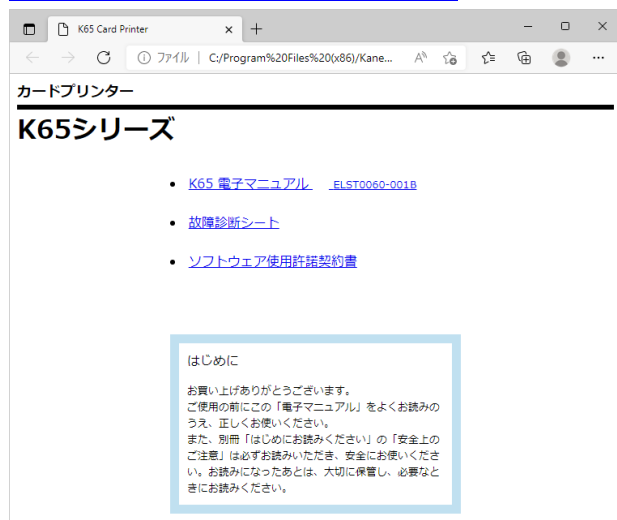 K65 Card Printer
ファイル | C:/Program%20Files%20(x86)/Kane...
カードプリンター
K65シリーズ
• K65 電子マニュアル ELST0060-001B
• 故障診断シート
• ソフトウェア使用許諾契約書
はじめに
お買い上げありがとうございます。
ご使用の前にこの「電子マニュアル」をよくお読みの
うえ、正しくお使いください。
また、別冊「はじめにお読みください」の「安全上の
ご注意」は必ずお読みいただき、安全にお使いくださ
い。お読みになったあとは、大切に保管し、必要なと
きにお読みください。